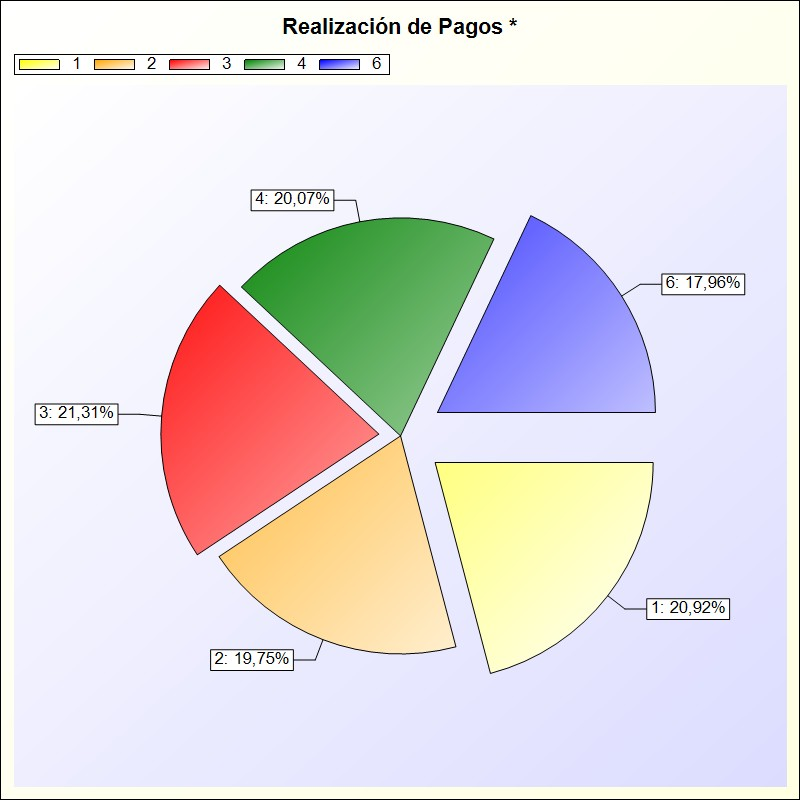 Realización de Pagos *
1 2 3 4 6
4: 20,07%
6: 17,96%
3: 21,31%
1: 20,92%
2: 19,75%